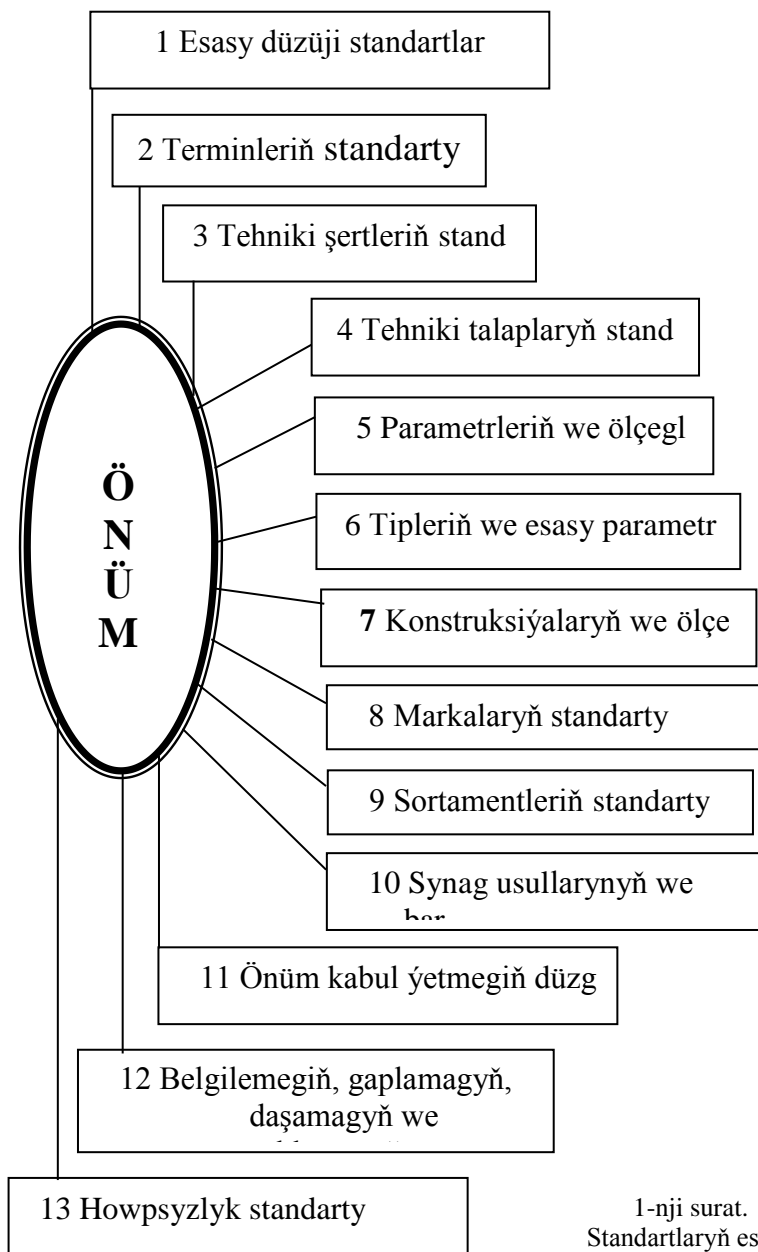 1 Esasy düzüji standartlar
2 Terminleriň standarty
3 Tehniki şertleriň stand
4 Tehniki talaplaryň stand
5 Parametrleriň we ölçegl
6 Tipleriň we esasy parametr
7 Konstruksiýalaryň we ölçe
8 Markalaryň standarty
9 Sortamentleriň standarty
10 Synag usullarynyň we
11 Önüm kabul ýetmegiň düzg
12 Belgilemegiň, gaplamagyň,
daşamagyň we
13 Howpsyzlyk standarty
Ö
N
Ü
M
1-nji surat.
Standartlaryň es